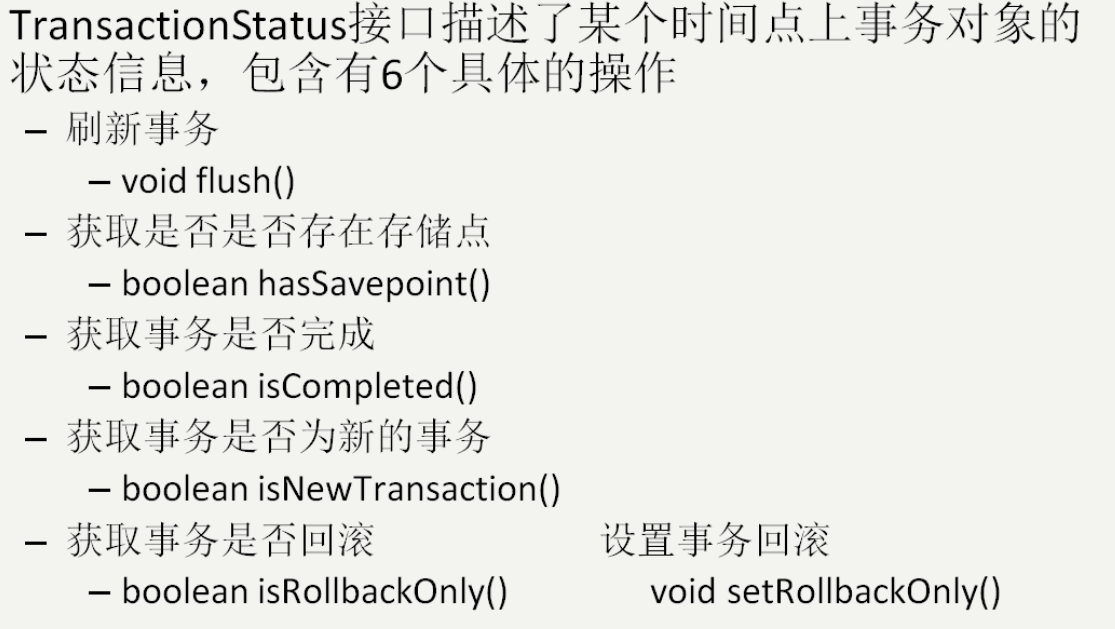 TransactionStatus接口描述了某个时间点上事务对象的
状态信息，包含有6个具体的操作
– 刷新事务
– void flush()
– 获取是否是否存在存储点
– boolean hasSavepoint()
– 获取事务是否完成
– boolean isCompleted()
– 获取事务是否为新的事务
– boolean isNewTransaction()
– 获取事务是否回滚 设置事务回滚
– boolean isRollbackOnly() void setRollbackOnly()